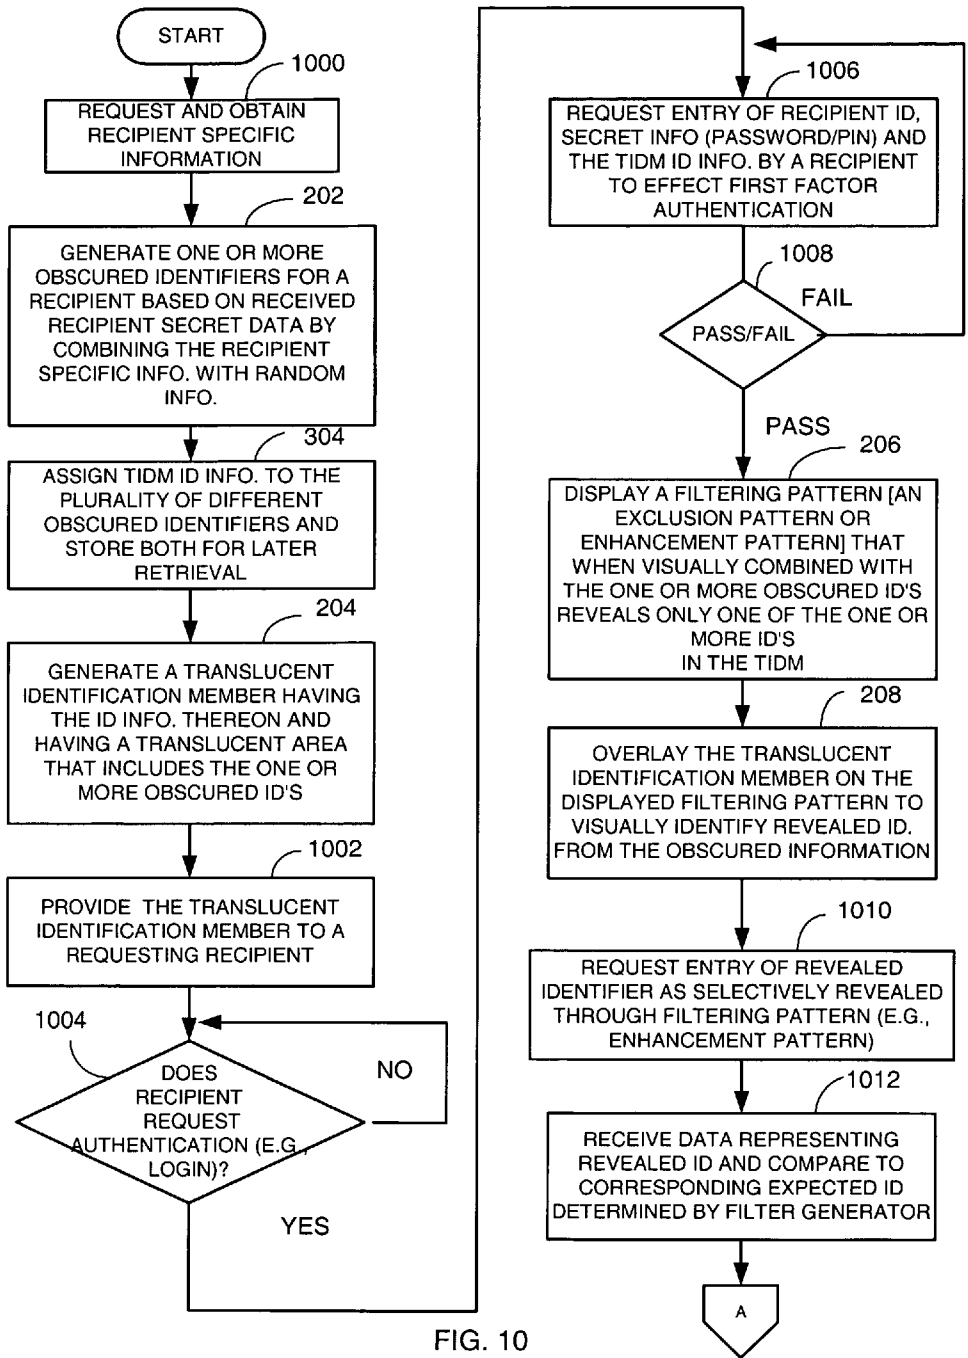 START
1000
REQUEST AND OBTAIN
RECIPIENT SPECIFIC
INFORMATION
202
GENERATE ONE OR MORE
OBSCURED IDENTIFIERS FOR A
RECIPIENT BASED ON RECEIVED
RECIPIENT SECRET DATA BY
COMBINING THE RECIPIENT
SPECIFIC INFO. WITH RANDOM
INFO.
304
ASSIGN TIDM ID INFO. TO THE
PLURALITY OF DIFFERENT
OBSCURED IDENTIFIERS AND
STORE BOTH FOR LATER
RETRIEVAL
204
GENERATE A TRANSLUCENT
IDENTIFICATION MEMBER HAVING
THE ID INFO. THEREON AND
HAVING A TRANSLUCENT AREA
THAT INCLUDES THE ONE OR
MORE OBSCURED ID'S
1002
PROVIDE THE TRANSLUCENT
IDENTIFICATION MEMBER TO A
REQUESTING RECIPIENT
1004
DOES
RECIPIENT
REQUEST
AUTHENTICATION (E.G.,
LOGIN)?
NO
YES
1006
REQUEST ENTRY OF RECIPIENT ID,
SECRET INFO (PASSWORD/PIN) AND
THE TIDM ID INFO. BY A RECIPIENT
TO EFFECT FIRST FACTOR
AUTHENTICATION
1008
FAIL
PASS/FAIL
PASS
206
DISPLAY A FILTERING PATTERN [AN
EXCLUSION PATTERN OR
ENHANCEMENT PATTERN] THAT
WHEN VISUALLY COMBINED WITH
THE ONE OR MORE OBSCURED ID'S
REVEALS ONLY ONE OF THE ONE OR
MORE ID'S
IN THE TIDM
208
OVERLAY THE TRANSLUCENT
IDENTIFICATION MEMBER ON THE
DISPLAYED FILTERING PATTERN TO
VISUALLY IDENTIFY REVEALED ID.
FROM THE OBSCURED INFORMATION
1010
REQUEST ENTRY OF REVEALED
IDENTIFIER AS SELECTIVELY REVEALED
THROUGH FILTERING PATTERN (E.G.,
ENHANCEMENT PATTERN)
1012
RECEIVE DATA REPRESENTING
REVEALED ID AND COMPARE TO
CORRESPONDING EXPECTED ID
DETERMINED BY FILTER GENERATOR
A
FIG. 10